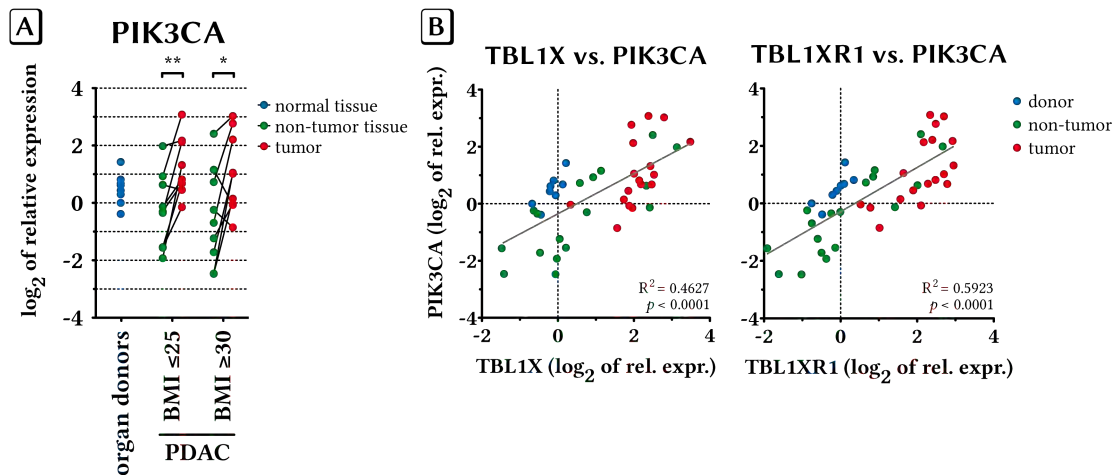 A
PIK3CA
**
*
log2 of relative expression
4
2
0
-2
-4
normal tissue
non-tumor tissue
tumor
organ donors
BMI ≤25
BMI ≥30
PDAC
B
TBL1X vs. PIK3CA
PIK3CA (log2 of rel. expr.)
4
2
0
-2
-4
R2 = 0.4627
p < 0.0001
-2
0
2
4
TBL1X (log2 of rel. expr.)
TBL1XR1 vs. PIK3CA
4
2
0
-2
-4
R2 = 0.5923
p < 0.0001
-2
0
2
4
TBL1XR1 (log2 of rel. expr.)
donor
non-tumor
tumor